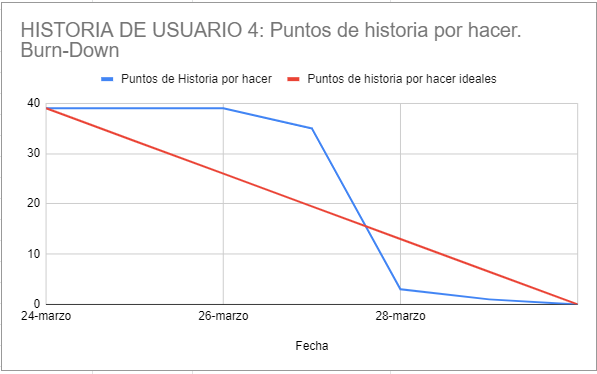 HISTORIA DE USUARIO 4: Puntos de historia por hacer.
Burn-Down
Puntos de Historia por hacer
Puntos de historia por hacer ideales
40
30
20
10
0
24-marzo
26-marzo
28-marzo
Fecha